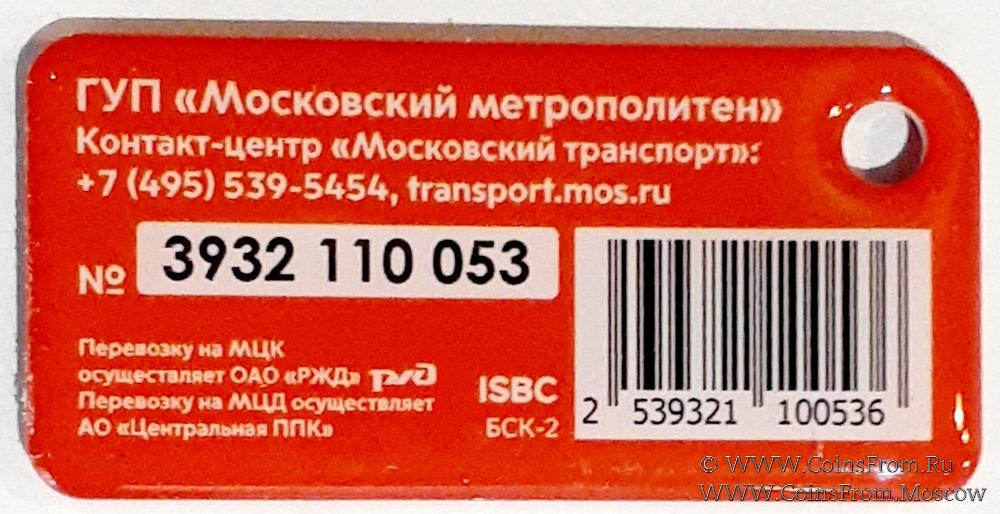 ГУП «Московский метрополитен»
Контакт-центр «Московский транспорт»:
+7 (495) 539-5454, transport.mos.ru
№ 3932 110 053
Перевозку на МЦК
осуществляет ОАО «РЖД» РЖД
Перевозку на МЦД осуществляет
АО «Центральная ППК»
ISBC
БСК-2
2 539321 100536
© WWW.CoinsFrom.Ru
WWW.CoinsFrom.Moscow